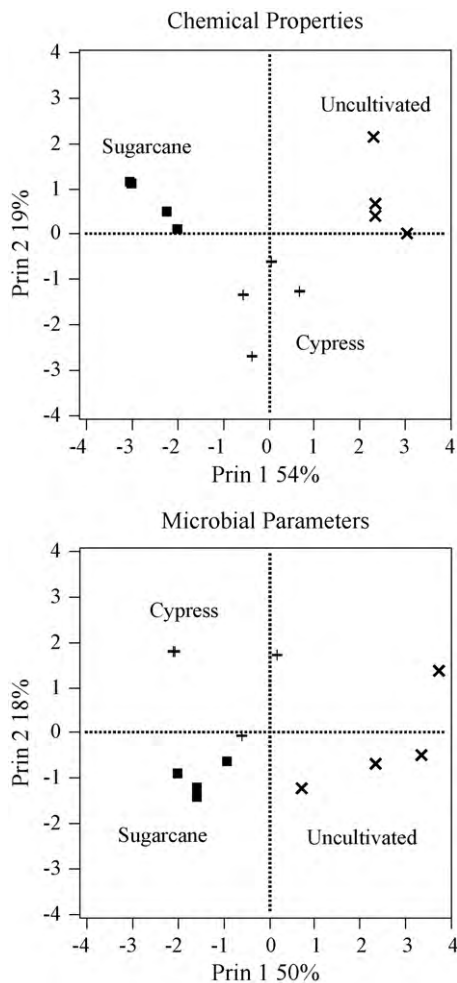 Chemical Properties
4
3
2
1
0
-1
-2
-3
-4
Prin 2 19%
Uncultivated
Sugarcane
Cypress
-4 -3 -2 -1 0 1 2 3 4
Prin 1 54%
Microbial Parameters
4
3
2
1
0
-1
-2
-3
-4
Prin 2 18%
Cypress
Sugarcane
Uncultivated
-4 -3 -2 -1 0 1 2 3 4
Prin 1 50%